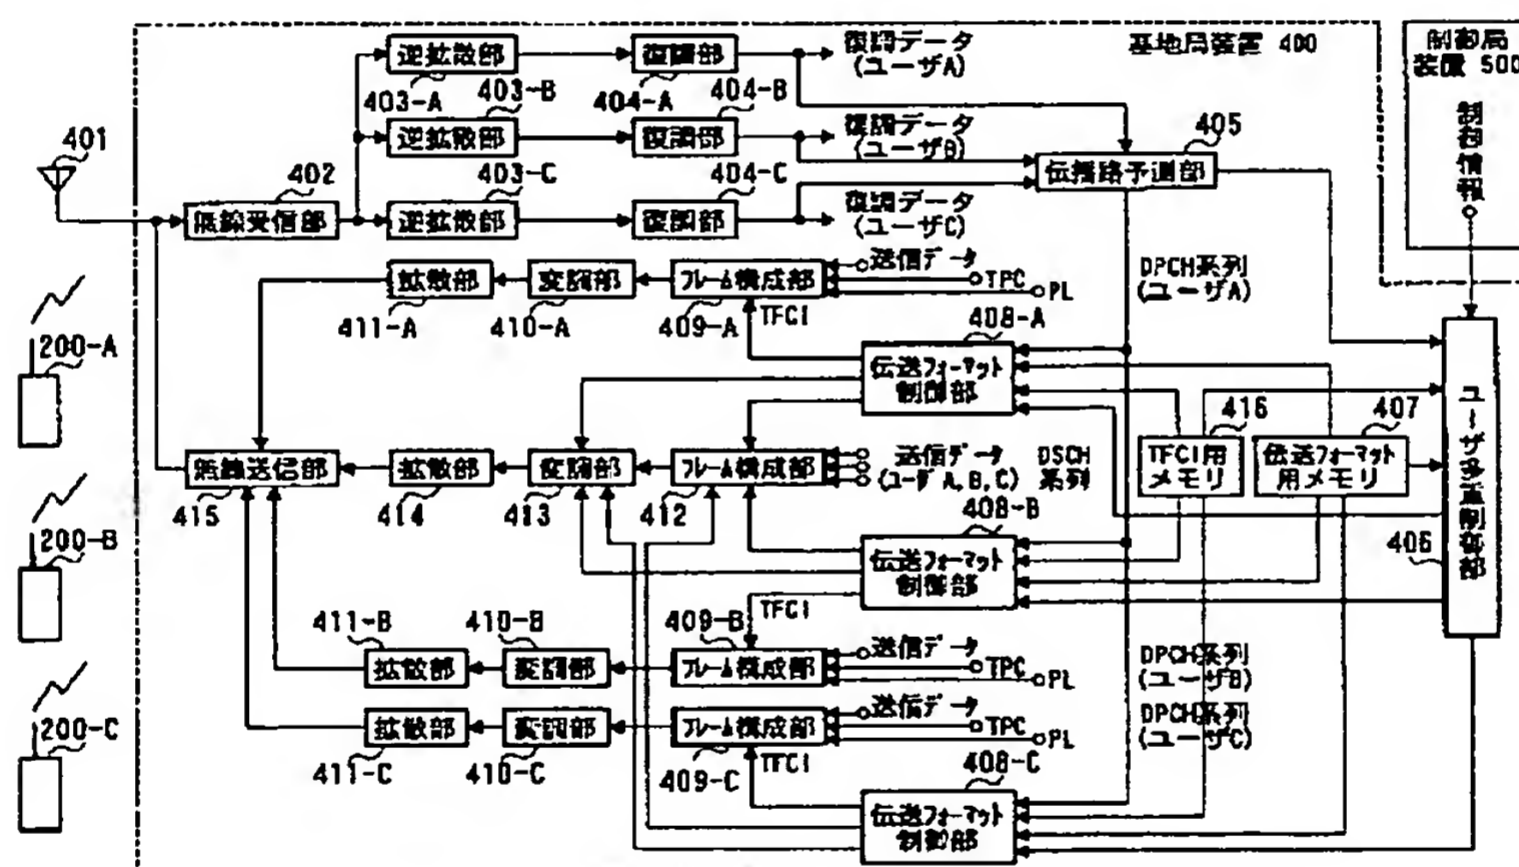 逆拡散部
復調部
復調データ
(ユーザA)
基地局装置 400
制御局
装置 500
403-A
403-B
404-A
404-B
制御情報
401
逆拡散部
復調部
復調データ
(ユーザB)
405
伝搬路予測部
402
403-C
404-C
無線受信部
逆拡散部
復調部
復調データ
(ユーザC)
拡散部
変調部
フレーム構成部
送信データ
TPC
PL
DPCH系列
(ユーザA)
411-A
410-A
409-A
TFCI
408-A
200-A
伝送フォーマット
制御部
416
407
ユーザ多重制御部
無線送信部
拡散部
変調部
フレーム構成部
送信データ
(ユーザ A,B,C)
DSCH
系列
TFCI用
メモリ
伝送フォーマット
用メモリ
415
414
413
412
408-B
406
200-B
伝送フォーマット
制御部
TFCI
411-B
410-B
409-B
拡散部
変調部
フレーム構成部
送信データ
TPC
PL
DPCH系列
(ユーザB)
200-C
拡散部
変調部
フレーム構成部
送信データ
TPC
PL
DPCH系列
(ユーザC)
411-C
410-C
409-C
TFCI
408-C
伝送フォーマット
制御部